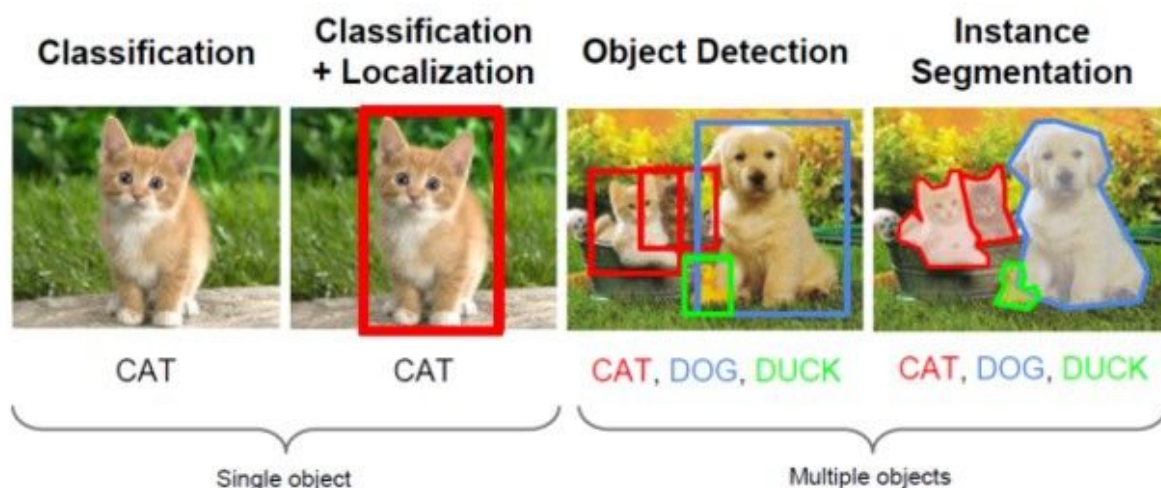 Classification
Classification
+ Localization
Object Detection
Instance
Segmentation
CAT
CAT
CAT, DOG, DUCK
CAT, DOG, DUCK
Single object
Multiple objects